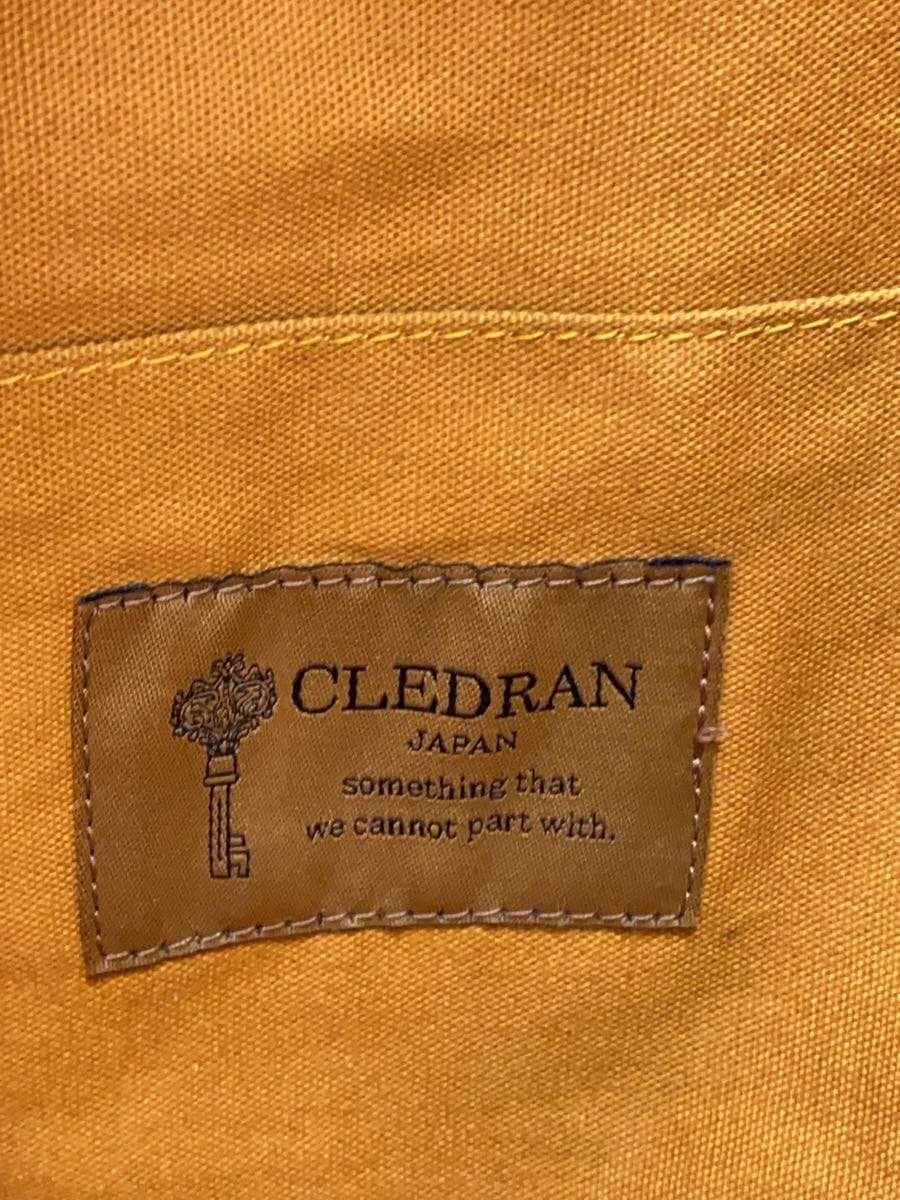 CLEDRAN
JAPAN
something that
we cannot part with.